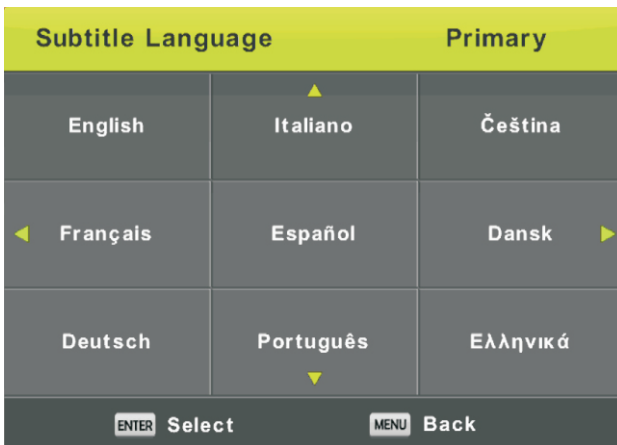 Subtitle Language Primary
English Italiano Čeština
Français Español Dansk
Deutsch Português Ελληνικά
ENTER Select MENU Back